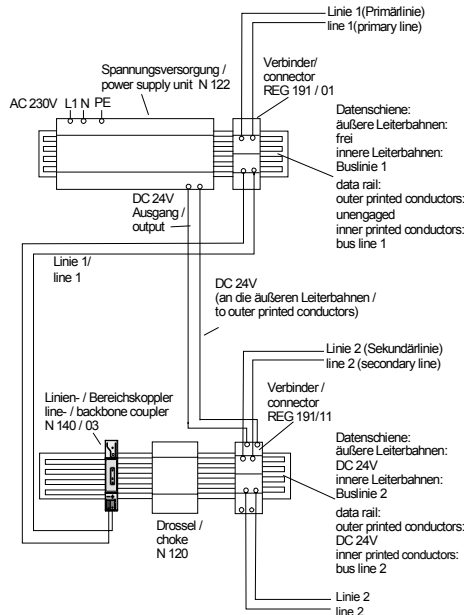 Linie 1(Primärlinie)
line 1(primary line)
Verbinder/
connector
REG 191 / 01
Spannungsversorgung /
power supply unit N 122
AC 230V L1 N PE
Datenschiene:
äußere Leiterbahnen:
frei
innere Leiterbahnen:
Buslinie 1
data rail:
outer printed conductors:
unengaged
inner printed conductors:
bus line 1
DC 24V
Ausgang /
output
Linie 1/
line 1
DC 24V
(an die äußeren Leiterbahnen /
to outer printed conductors)
Linie 2 (Sekundärlinie)
line 2 (secondary line)
Verbinder /
connector
REG 191/11
Linien- / Bereichskoppler
line- / backbone coupler
N 140 / 03
Datenschiene:
äußere Leiterbahnen:
DC 24V
innere Leiterbahnen:
Buslinie 2
data rail:
outer printed conductors:
DC 24V
inner printed conductors:
bus line 2
Drossel /
choke
N 120
Linie 2
line 2